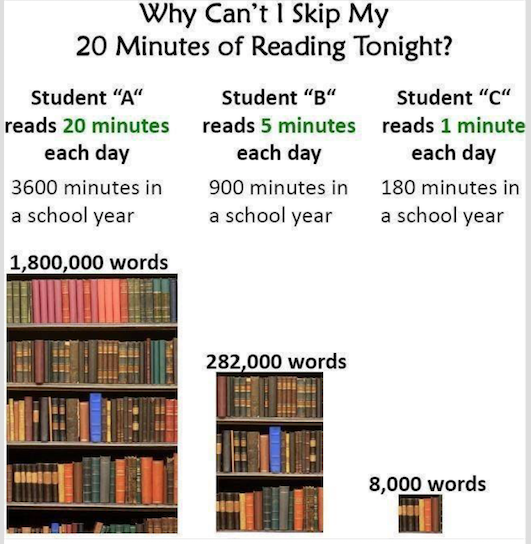 Why Can't I Skip My
20 Minutes of Reading Tonight?
Student “A“
reads 20 minutes
each day
3600 minutes in
a school year
1,800,000 words
Student “B“
reads 5 minutes
each day
900 minutes in
a school year
282,000 words
Student “C“
reads 1 minute
each day
180 minutes in
a school year
8,000 words